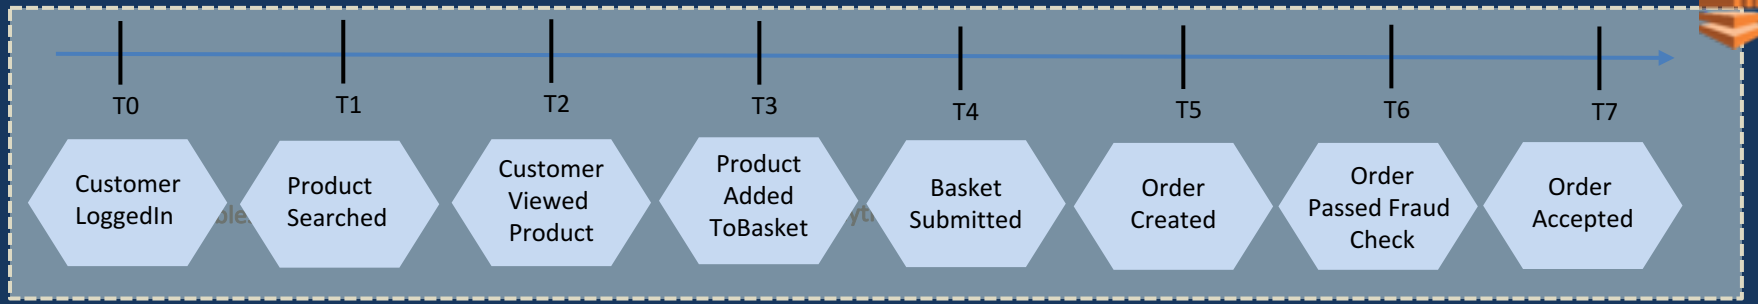 T0
T1
T2
T3
T4
T5
T6
T7
Customer
LoggedIn
Product
Searched
Customer
Viewed
Product
Product
Added
ToBasket
Basket
Submitted
Order
Created
Order
Passed Fraud
Check
Order
Accepted